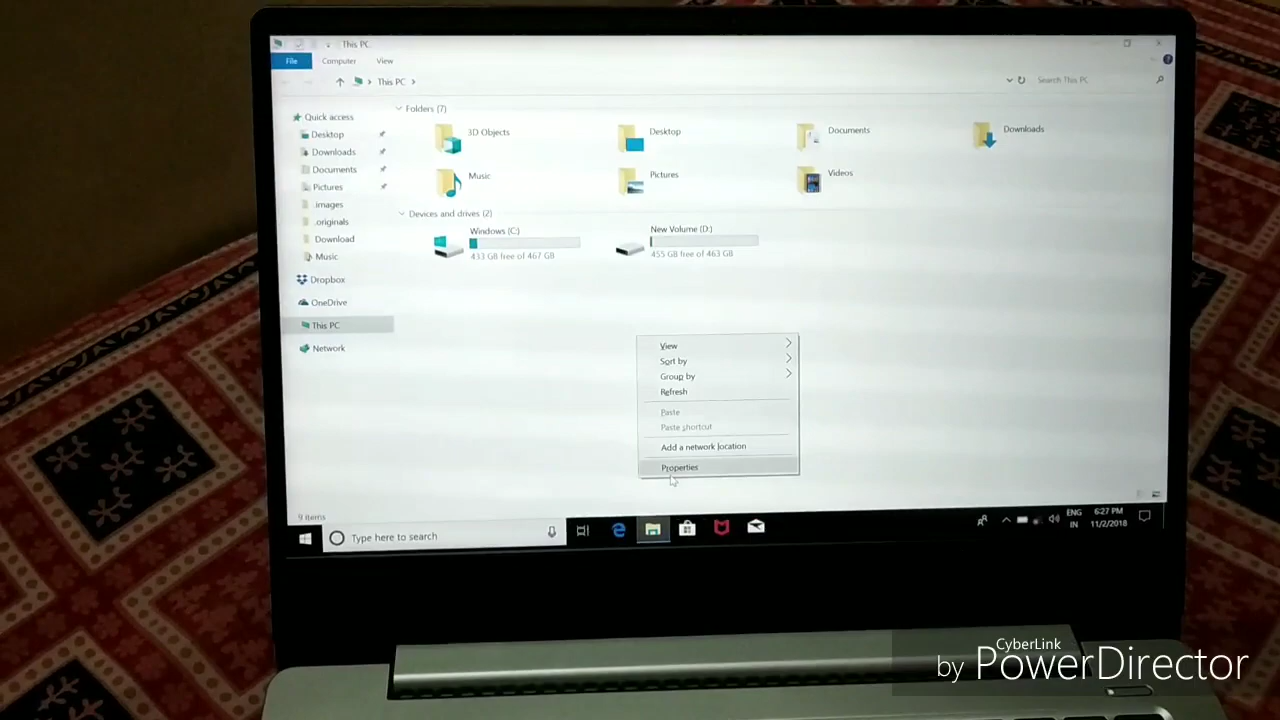 This PC
File Computer View
This PC
Search This PC
Quick access
Desktop
Downloads
Documents
Pictures
.images
.originals
Download
Music
Dropbox
OneDrive
This PC
Network
Folders (7)
3D Objects
Desktop
Documents
Downloads
Music
Pictures
Videos
Devices and drives (2)
Windows (C:)
433 GB free of 467 GB
New Volume (D:)
455 GB free of 463 GB
View
Sort by
Group by
Refresh
Paste
Paste shortcut
Add a network location
Properties
9 items
Type here to search
ENG
IN
6:27 PM
11/2/2018
CyberLink
by PowerDirector